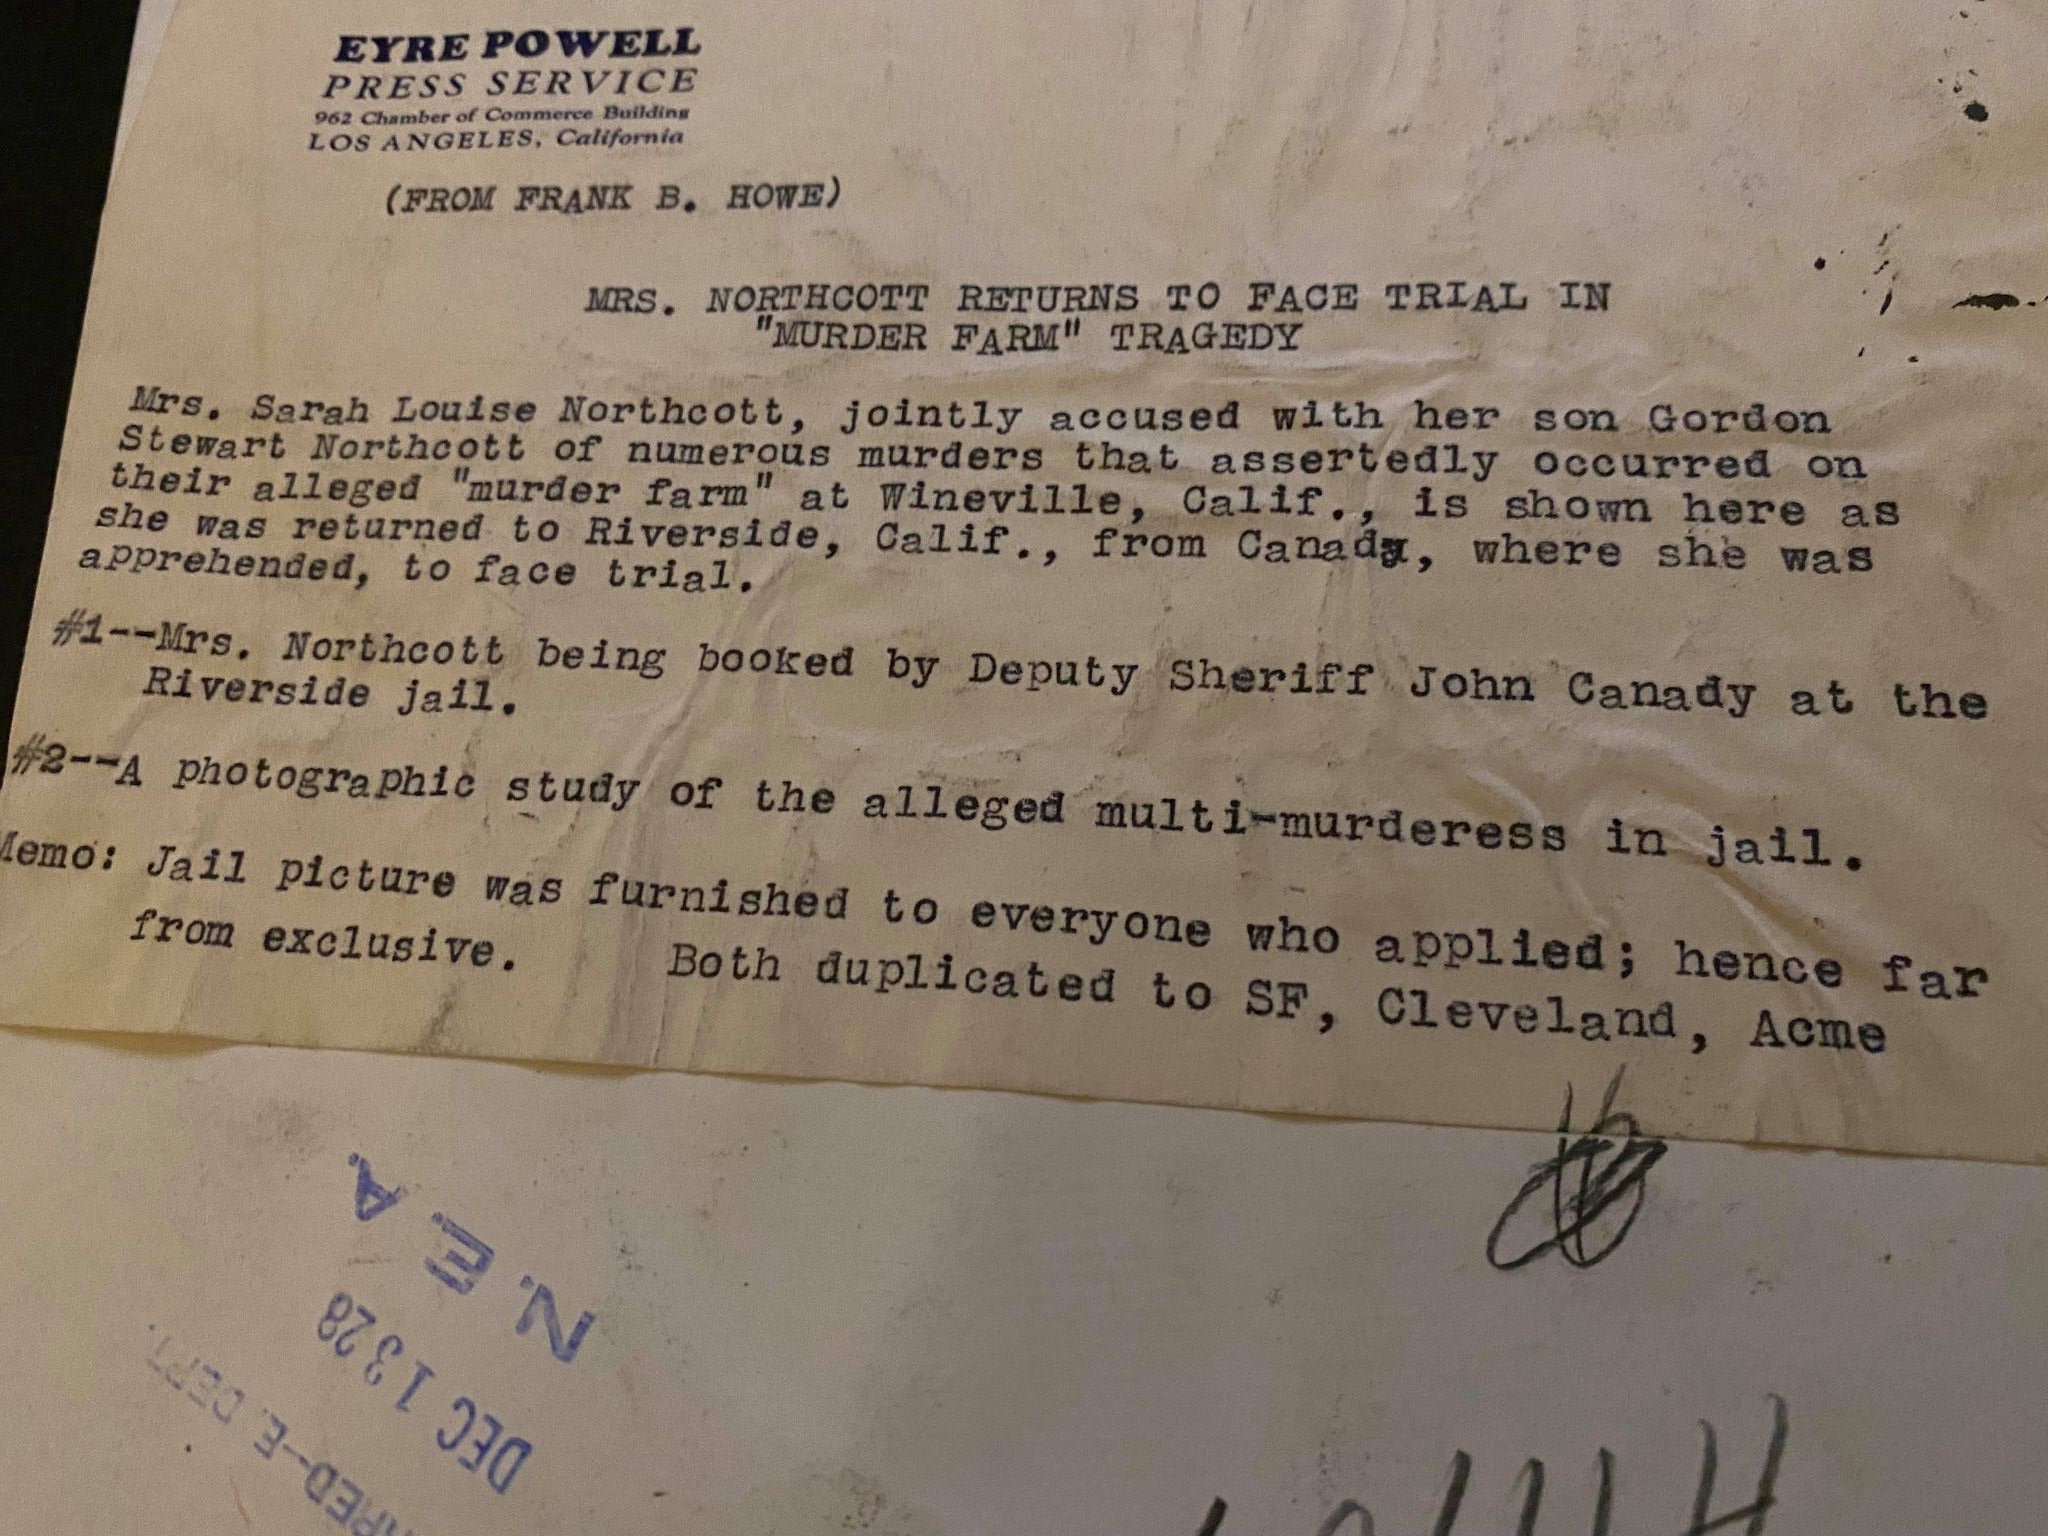 EYRE POWELL
PRESS SERVICE
962 Chamber of Commerce Building
LOS ANGELES, California
(FROM FRANK B. HOWE)
MRS. NORTHCOTT RETURNS TO FACE TRIAL IN
"MURDER FARM" TRAGEDY
Mrs. Sarah Louise Northcott, jointly accused with her son Gordon
Stewart Northcott of numerous murders that assertedly occurred on
their alleged "murder farm" at Wineville, Calif., is shown here as
she was returned to Riverside, Calif., from Canada, where she was
apprehended, to face trial.
#1--Mrs. Northcott being booked by Deputy Sheriff John Canady at the
Riverside jail.
#2--A photographic study of the alleged multi-murderess in jail.
Memo: Jail picture was furnished to everyone who applied; hence far
from exclusive. Both duplicated to SF, Cleveland, Acme
N. E. A.
DEC 13 28
E. DEPT.